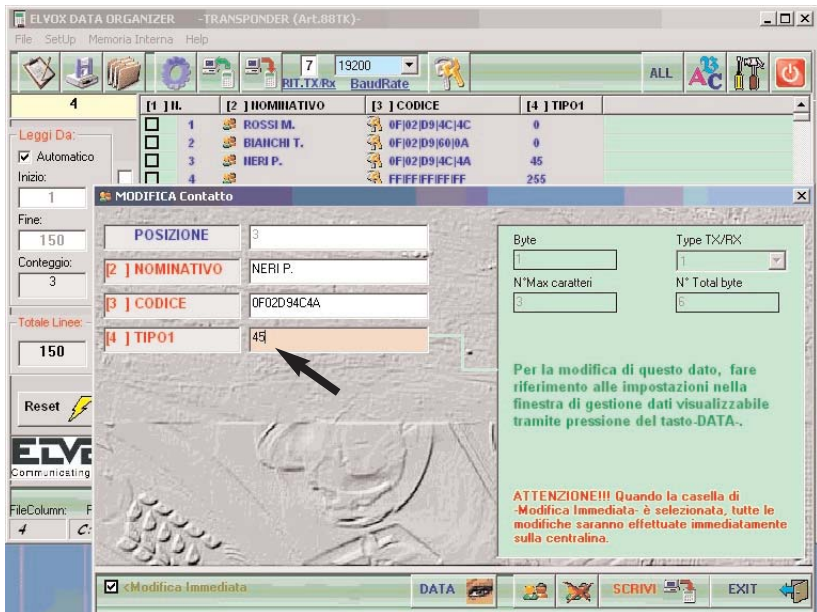 ELVOX DATA ORGANIZER -TRANSPONDER (Art.88TK)-
File SetUp Memoria Interna Help
7 19200
RIT.TX/Rx BaudRate
ALL
4 [1 ] N. [2 ] NOMINATIVO [3 ] CODICE [4 ] TIPO1
1 ROSSI M. 0F|02|D9|4C|4C 0
2 BIANCHI T. 0F|02|D9|60|0A 0
3 NERI P. 0F|02|D9|4C|4A 45
4 FF|FF|FF|FF|FF 255
Leggi Da:
Automatico
Inizio:
1
Fine:
150
Conteggio:
3
Totale Linee:
150
Reset
Communicating
FileColumn:
4 C:
MODIFICA Contatto
POSIZIONE 3
[2 ] NOMINATIVO NERI P.
[3 ] CODICE 0F02D94C4A
[4 ] TIPO1 45
Byte Type TX/RX
1 1
N°Max caratteri N° Total byte
3 6
Per la modifica di questo dato, fare
riferimento alle impostazioni nella
finestra di gestione dati visualizzabile
tramite pressione del tasto-DATA-.
ATTENZIONE!!! Quando la casella di
-Modifica Immediata- è selezionata, tutte le
modifiche saranno effettuate immediatamente
sulla centralina.
<Modifica Immediata DATA SCRIVI EXIT